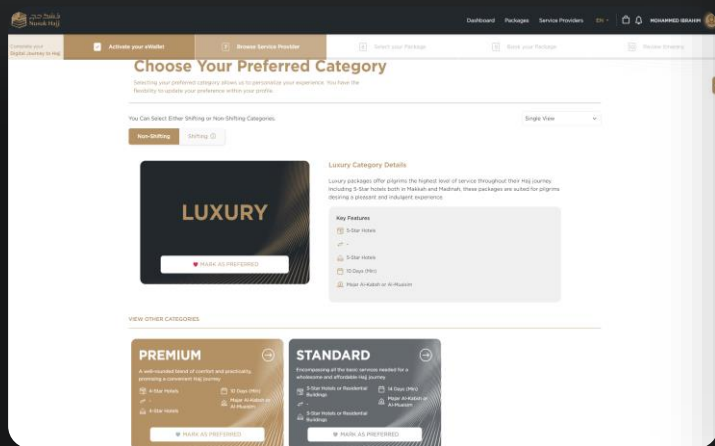 نسك حج
Nusuk Hajj
Dashboard
Packages
Service Providers
EN
MOHAMMED IBRAHIM
Complete your
Digital Journey to Hajj
Activate your eWallet
Browse Service Provider
Select your Package
Book your Package
Review Itinerary
Choose Your Preferred Category
Selecting your preferred category allows us to personalize your experience. You have the
flexibility to update your preference within your profile.
You Can Select Either Shifting or Non-Shifting Categories:
Single View
Non-Shifting
Shifting
LUXURY
MARK AS PREFERRED
Luxury Category Details
Luxury packages offer pilgrims the highest level of service throughout their Hajj journey.
Including 5-Star hotels both in Makkah and Madinah, these packages are suited for pilgrims
desiring a pleasant and indulgent experience.
Key Features
5-Star Hotels
-
5-Star Hotels
10 Days (Min)
Majar Al-Kabsh or Al-Muaisim
VIEW OTHER CATEGORIES
PREMIUM
A well-rounded blend of comfort and practicality,
promising a convenient Hajj journey.
4-Star Hotels
10 Days (Min)
-
Majar Al-Kabsh or
Al-Muaisim
4-Star Hotels
MARK AS PREFERRED
STANDARD
Encompassing all the basic services needed for a
wholesome and affordable Hajj journey.
3-Star Hotels or Residential
Buildings
14 Days (Min)
-
Majar Al-Kabsh or
Al-Muaisim
3-Star Hotels or Residential
Buildings
MARK AS PREFERRED